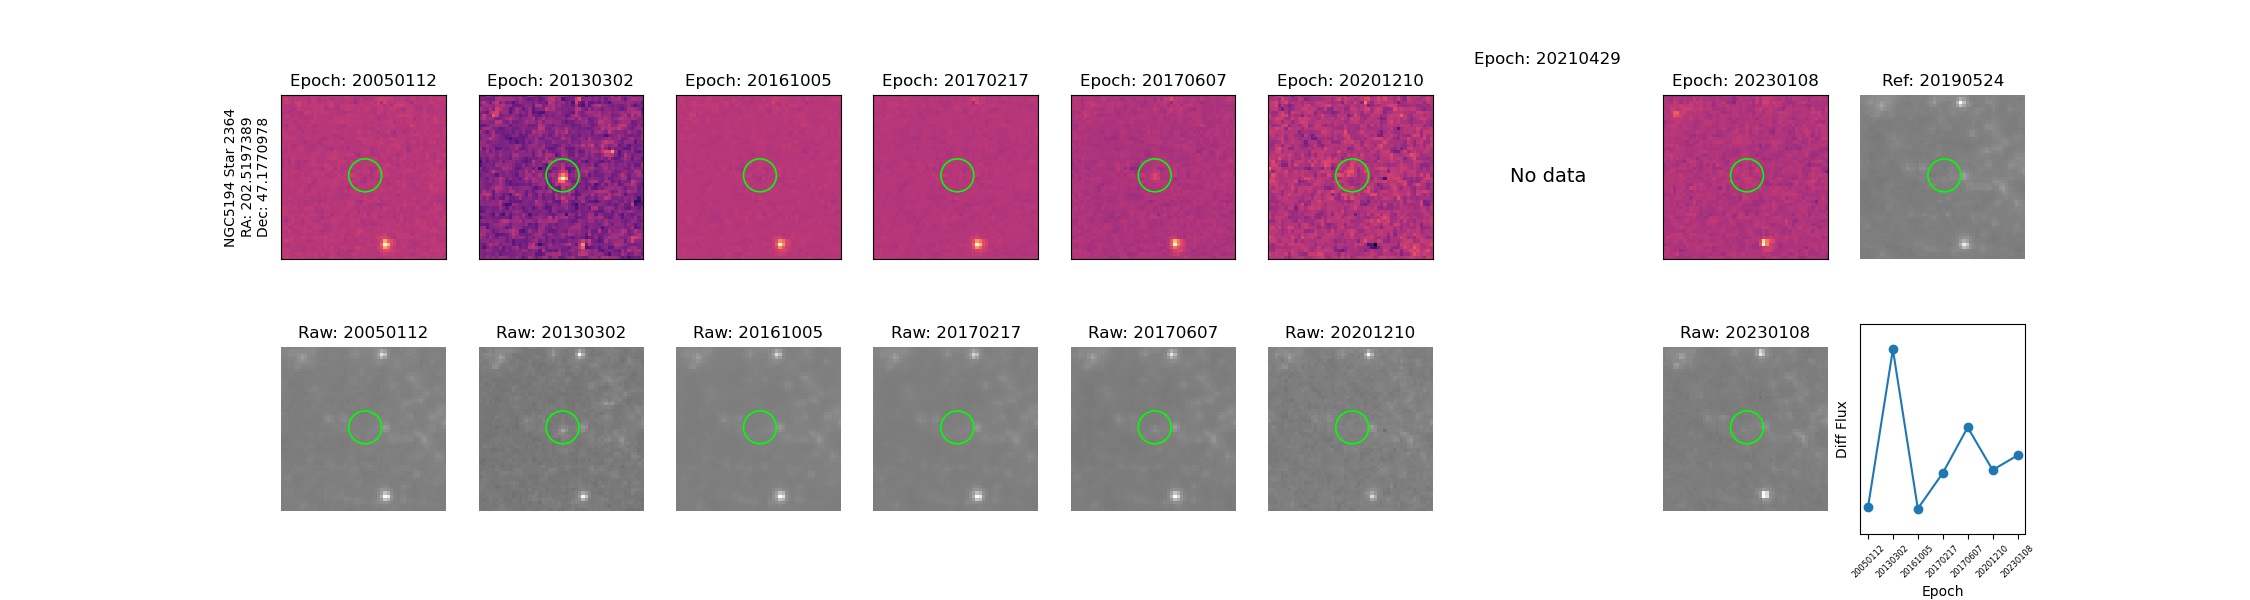 NGC5194 Star 2364
RA: 202.5197389
Dec: 47.1770978
Epoch: 20050112
Epoch: 20130302
Epoch: 20161005
Epoch: 20170217
Epoch: 20170607
Epoch: 20201210
Epoch: 20210429
No data
Epoch: 20230108
Ref: 20190524
Raw: 20050112
Raw: 20130302
Raw: 20161005
Raw: 20170217
Raw: 20170607
Raw: 20201210
Raw: 20230108
Diff Flux
20050112
20130302
20161005
20170217
20170607
20201210
20230108
Epoch